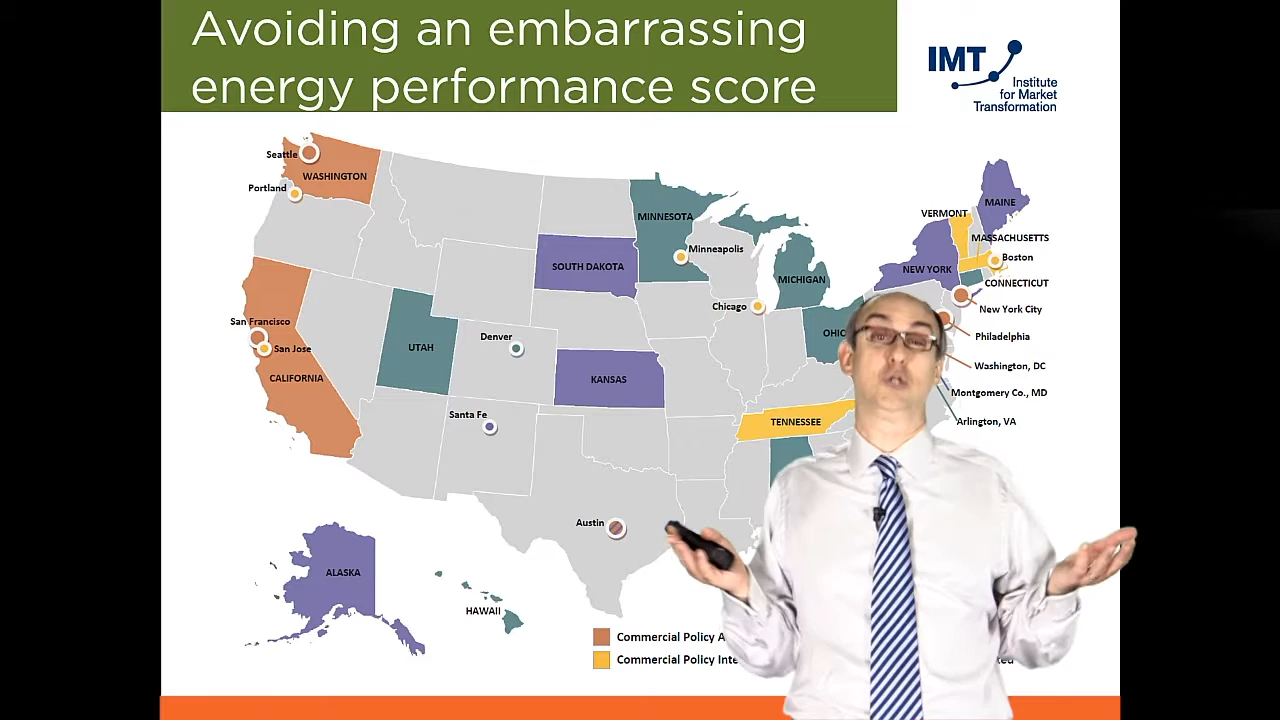 Avoiding an embarrassing
energy performance score
IMT
Institute
for Market
Transformation
Seattle
WASHINGTON
Portland
MINNESOTA
Minneapolis
SOUTH DAKOTA
MICHIGAN
VERMONT
MAINE
MASSACHUSETTS
Boston
NEW YORK
CONNECTICUT
New York City
Chicago
Philadelphia
Washington, DC
Montgomery Co., MD
Arlington, VA
San Francisco
San Jose
CALIFORNIA
UTAH
Denver
KANSAS
TENNESSEE
Santa Fe
Austin
ALASKA
HAWAII
Commercial Policy
Commercial Policy